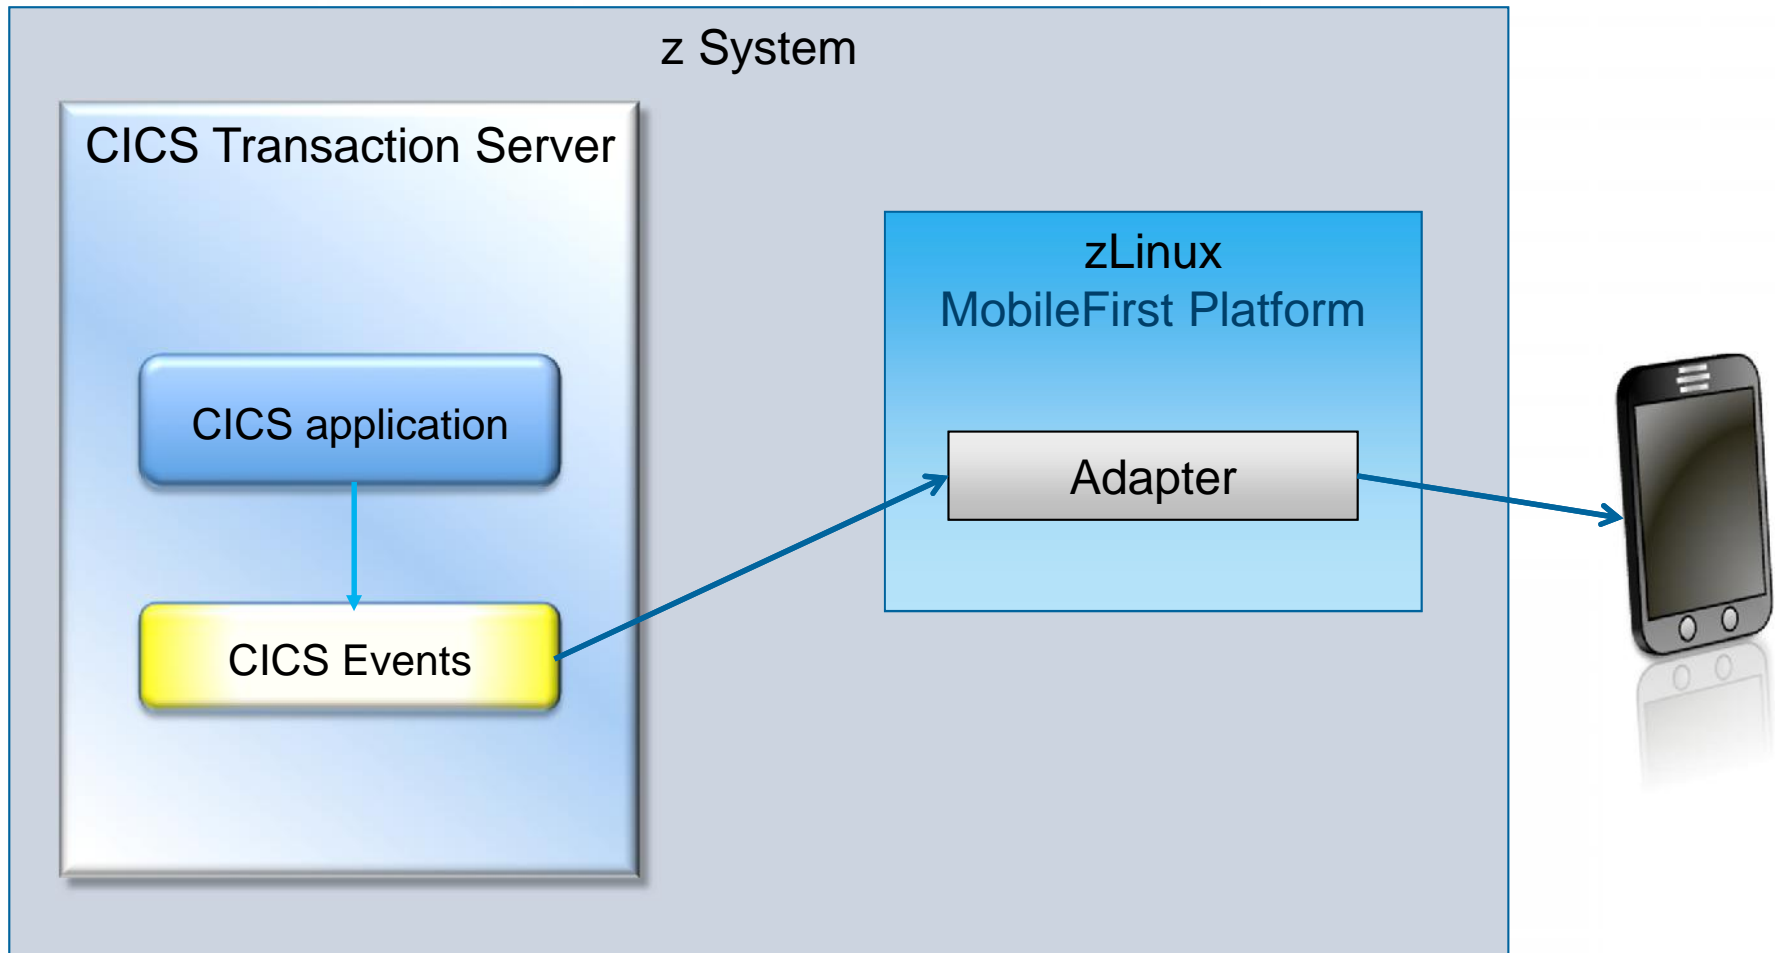 z System
CICS Transaction Server
zLinux
MobileFirst Platform
CICS application
Adapter
CICS Events